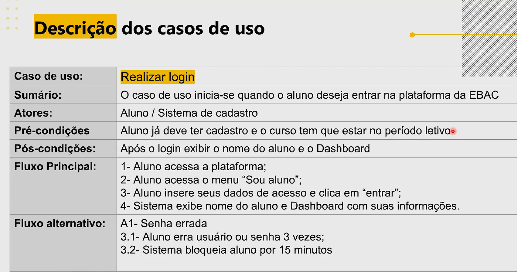 Descrição dos casos de uso
Caso de uso: Realizar login
Sumário: O caso de uso inicia-se quando o aluno deseja entrar na plataforma da EBAC
Atores: Aluno / Sistema de cadastro
Pré-condições Aluno já deve ter cadastro e o curso tem que estar no período letivo
Pós-condições: Após o login exibir o nome do aluno e o Dashboard
Fluxo Principal: 1- Aluno acessa a plataforma;
2- Aluno acessa o menu “Sou aluno”;
3- Aluno insere seus dados de acesso e clica em “entrar”;
4- Sistema exibe nome do aluno e Dashboard com suas informações.
Fluxo alternativo: A1- Senha errada
3.1- Aluno erra usuário ou senha 3 vezes;
3.2- Sistema bloqueia aluno por 15 minutos